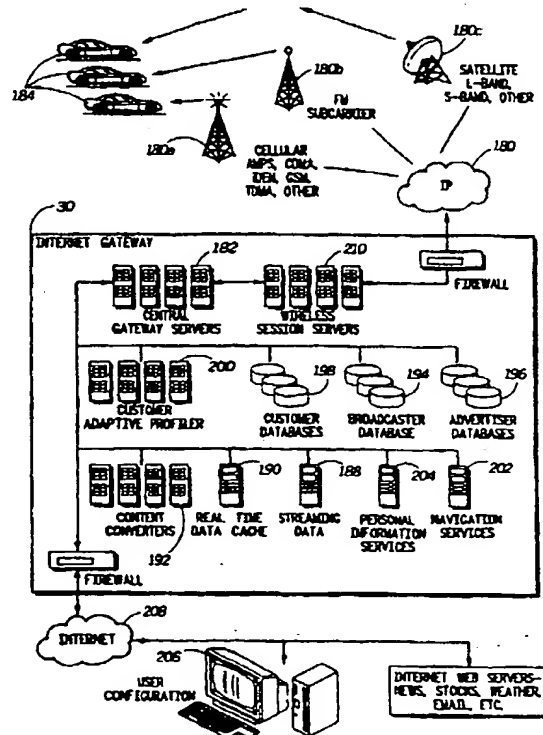 184
180b
180c
SATELLITE
L-BAND,
S-BAND, OTHER
FM
SUBCARRIER
180a
CELLULAR
AMPS, CDMA,
IDEN, GSM,
TDMA, OTHER
180
IP
30
INTERNET GATEWAY
182
210
FIREWALL
CENTRAL
GATEWAY SERVERS
WIRELESS
SESSION SERVERS
200
198
194
196
CUSTOMER
ADAPTIVE PROFILER
CUSTOMER
DATABASES
BROADCASTER
DATABASE
ADVERTISER
DATABASES
190
188
204
202
CONTENT
CONVERTERS
192
REAL TIME
DATA CACHE
STREAMING
DATA
PERSONAL
INFORMATION
SERVICES
NAVIGATION
SERVICES
FIREWALL
208
INTERNET
206
USER
CONFIGURATION
INTERNET WEB SERVERS-
NEWS, STOCKS, WEATHER,
EMAIL, ETC.